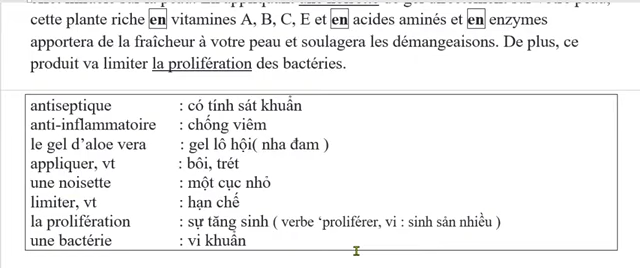 cette plante riche en vitamines A, B, C, E et en acides aminés et en enzymes
apportera de la fraîcheur à votre peau et soulagera les démangeaisons. De plus, ce
produit va limiter la prolifération des bactéries.
antiseptique : có tính sát khuẩn
anti-inflammatoire : chống viêm
le gel d’aloe vera : gel lô hội( nha đam )
appliquer, vt : bôi, trét
une noisette : một cục nhỏ
limiter, vt : hạn chế
la prolifération : sự tăng sinh ( verbe ‘proliférer, vi : sinh sản nhiều )
une bactérie : vi khuẩn